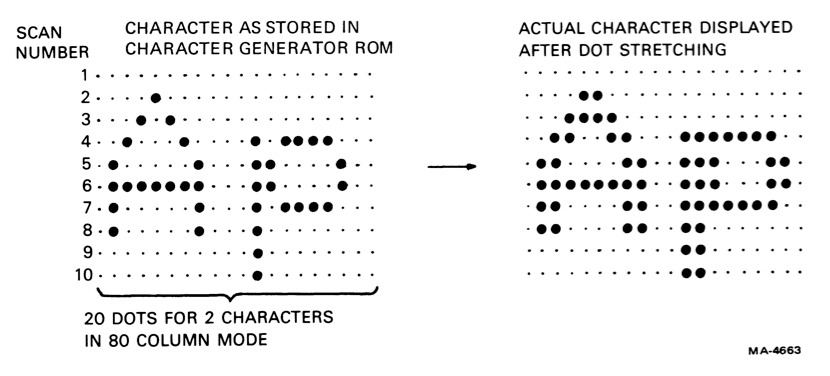 SCAN
NUMBER
CHARACTER AS STORED IN
CHARACTER GENERATOR ROM
1
2
3
4
5
6
7
8
9
10
20 DOTS FOR 2 CHARACTERS
IN 80 COLUMN MODE
ACTUAL CHARACTER DISPLAYED
AFTER DOT STRETCHING
MA-4663